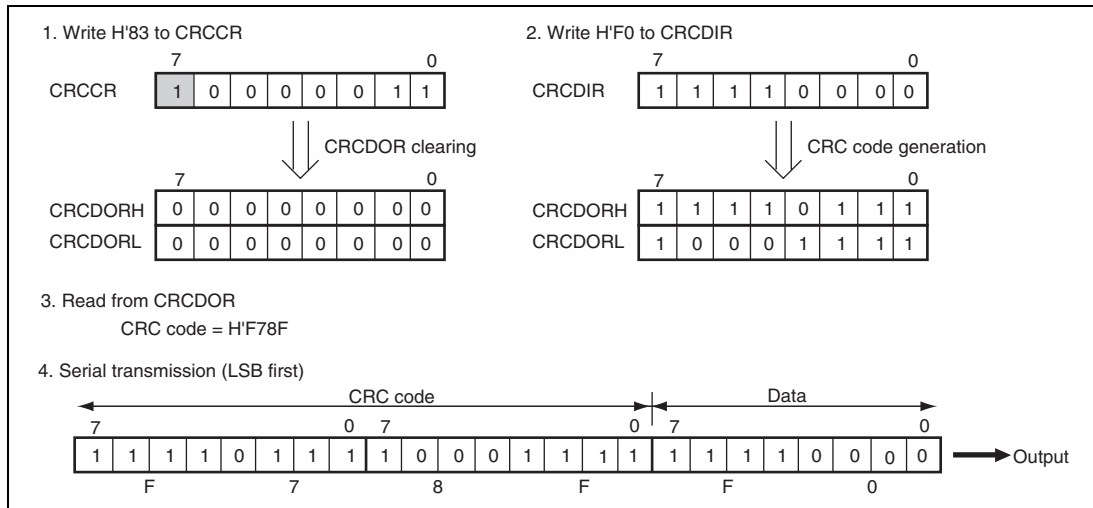 1. Write H'83 to CRCCR
7 0
CRCCR 1 0 0 0 0 0 1 1
CRCDOR clearing
7 0
CRCDORH 0 0 0 0 0 0 0 0
CRCDORL 0 0 0 0 0 0 0 0
2. Write H'F0 to CRCDIR
7 0
CRCDIR 1 1 1 1 0 0 0 0
CRC code generation
7 0
CRCDORH 1 1 1 1 0 1 1 1
CRCDORL 1 0 0 0 1 1 1 1
3. Read from CRCDOR
CRC code = H'F78F
4. Serial transmission (LSB first)
CRC code Data
7 0 7 0 7 0
1 1 1 1 0 1 1 1 1 0 0 0 1 1 1 1 1 1 1 1 0 0 0 0 Output
F 7 8 F F 0